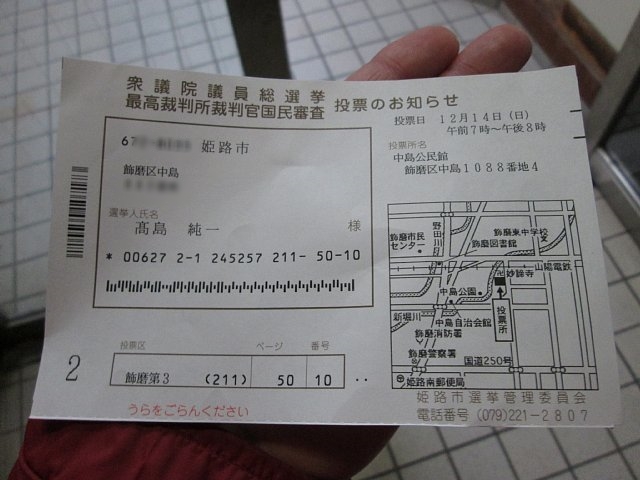 衆議院議員総選挙
最高裁判所裁判官国民審査
投票のお知らせ
投票日 12月14日(日)
午前7時〜午後8時
投票所名
中島公民館
飾磨区中島1088番地4
姫路市
飾磨区中島
選挙人氏名
髙島 純一 様
* 00627 2-1 245257 211- 50-10
投票区 ページ 番号
飾磨第3 (211) 50 10 ··
2
うらをごらんください
飾磨市民
センター
野田川
飾磨東中学校
飾磨図書館
山陽電鉄
卍妙諦寺
中島公園
投票所
新堀川
中島自治会館
飾磨消防署
飾磨警察署
国道250号
姫路南郵便局
姫路市選挙管理委員会
電話番号 (079)221-2807